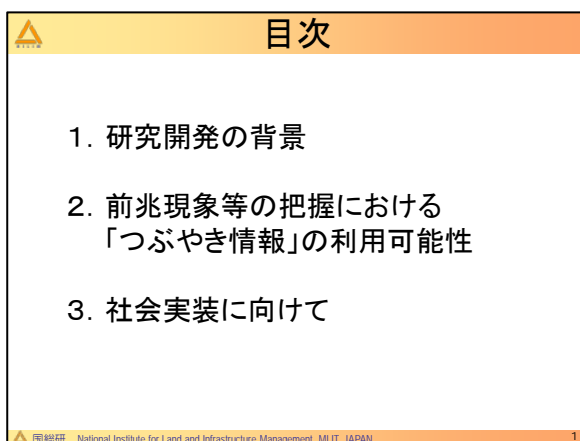 目次
1. 研究開発の背景
2. 前兆現象等の把握における
「つぶやき情報」の利用可能性
3. 社会実装に向けて
国総研 National Institute for Land and Infrastructure Management, MLIT, JAPAN
1